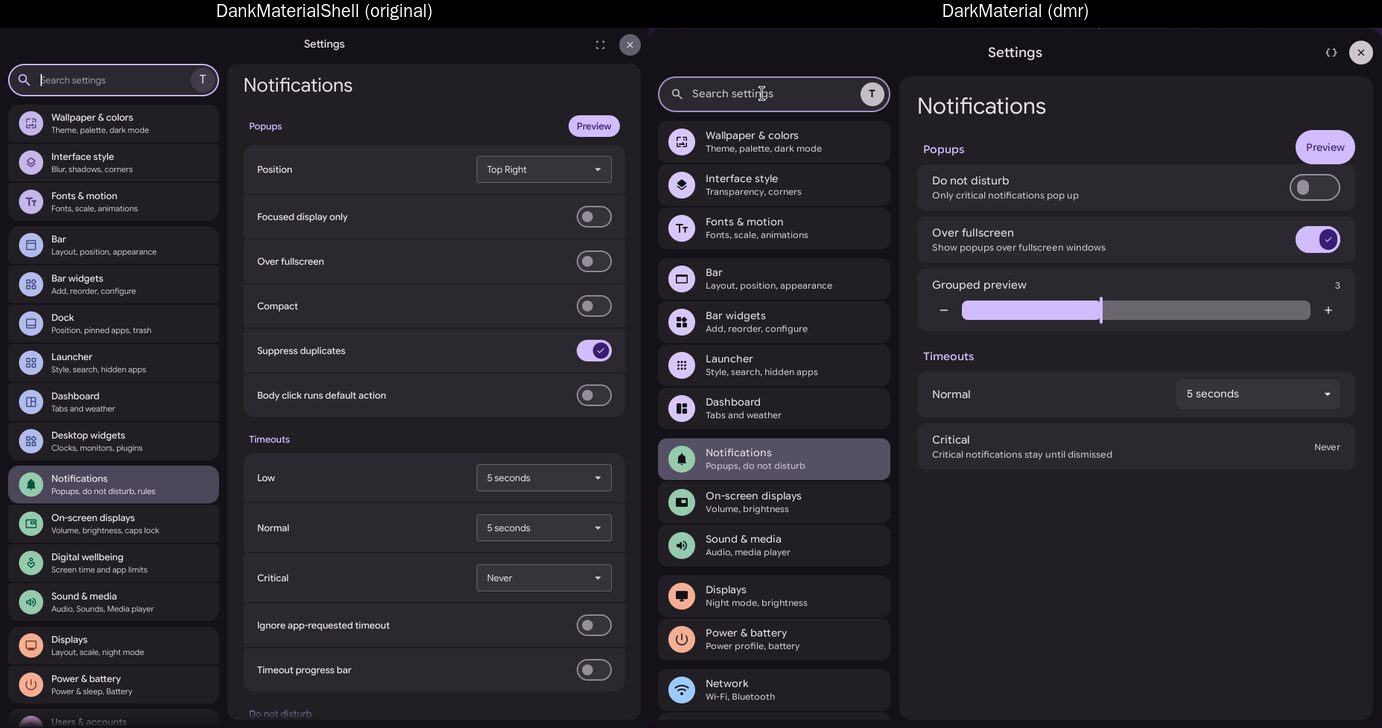 DankMaterialShell (original)
Settings
Search settings
T
Wallpaper & colors
Theme, palette, dark mode
Interface style
Blur, shadows, corners
Tт
Fonts & motion
Fonts, scale, animations
Bar
Layout, position, appearance
Bar widgets
Add, reorder, configure
Dock
Position, pinned apps, trash
Launcher
Style, search, hidden apps
Dashboard
Tabs and weather
Desktop widgets
Clocks, monitors, plugins
Notifications
Popups, do not disturb, rules
On-screen displays
Volume, brightness, caps lock
Digital wellbeing
Screen time and app limits
Sound & media
Audio, Sounds, Media player
Displays
Layout, scale, night mode
Power & battery
Power & sleep, Battery
Users & accounts
Notifications
Popups
Preview
Position
Top Right
Focused display only
Over fullscreen
Compact
Suppress duplicates
Body click runs default action
Timeouts
Low
5 seconds
Normal
5 seconds
Critical
Never
Ignore app-requested timeout
Timeout progress bar
Do not disturb
DarkMaterial (dmr)
Settings
Search settings
T
Wallpaper & colors
Theme, palette, dark mode
Interface style
Transparency, corners
Tт
Fonts & motion
Fonts, scale, animations
Bar
Layout, position, appearance
Bar widgets
Add, reorder, configure
Launcher
Style, search, hidden apps
Dashboard
Tabs and weather
Notifications
Popups, do not disturb
On-screen displays
Volume, brightness
Sound & media
Audio, media player
Displays
Night mode, brightness
Power & battery
Power profile, battery
Network
Wi-Fi, Bluetooth
Notifications
Popups
Preview
Do not disturb
Only critical notifications pop up
Over fullscreen
Show popups over fullscreen windows
Grouped preview
3
Timeouts
Normal
5 seconds
Critical
Critical notifications stay until dismissed
Never